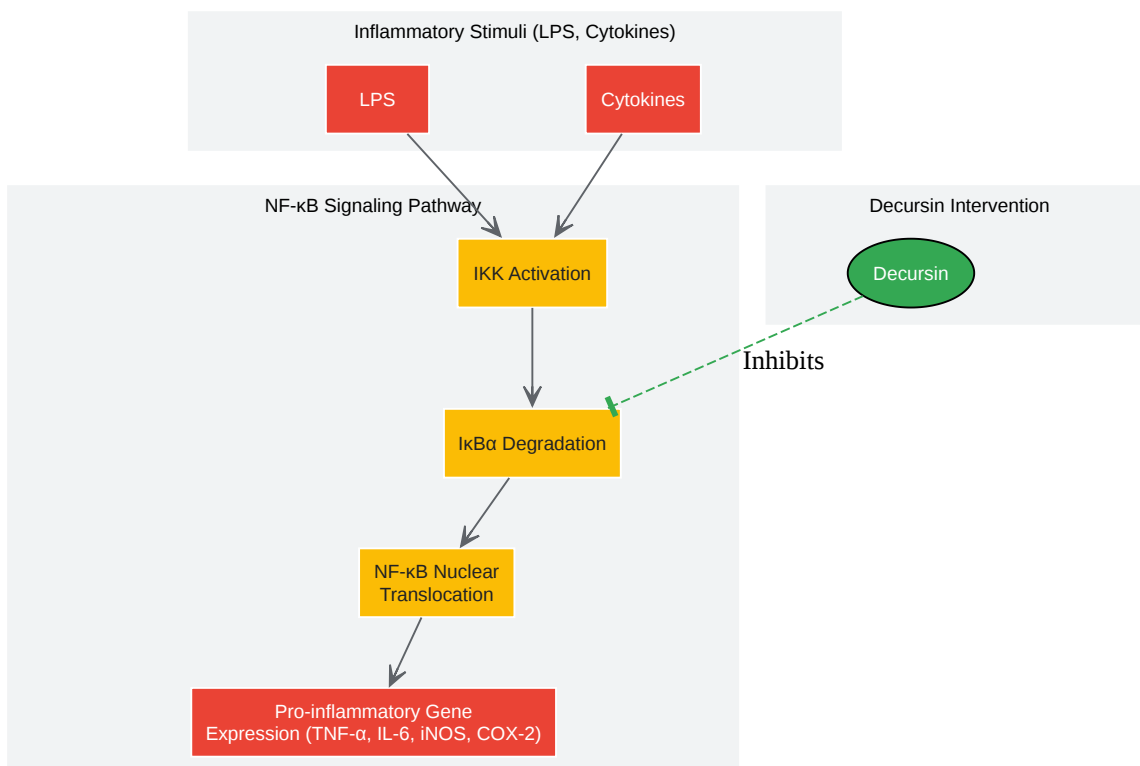 Inflammatory Stimuli (LPS, Cytokines)
LPS
Cytokines
NF-κB Signaling Pathway
Decursin Intervention
IKK Activation
Decursin
Inhibits
IκBα Degradation
NF-κB Nuclear
Translocation
Pro-inflammatory Gene
Expression (TNF-α, IL-6, iNOS, COX-2)